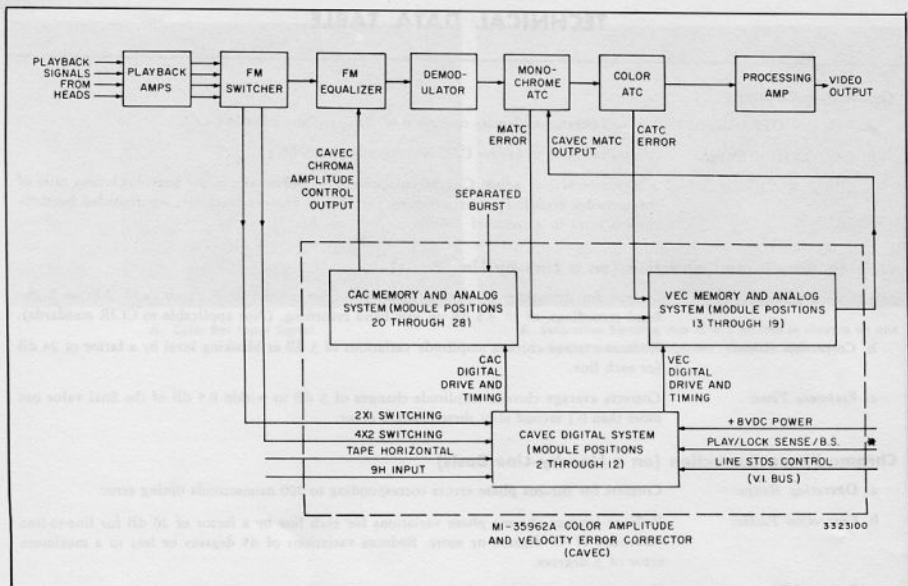 TECHNICAL DATA TABLE
PLAYBACK
SIGNALS
FROM
HEADS
PLAYBACK
AMPS
FM
SWITCHER
FM
EQUALIZER
DEMOD-
ULATOR
MONO-
CHROME
ATC
COLOR
ATC
PROCESSING
AMP
VIDEO
OUTPUT
MATC
ERROR
CAVEC MATC
OUTPUT
CATC
ERROR
CAVEC
CHROMA
AMPLITUDE
CONTROL
OUTPUT
SEPARATED
BURST
CAC MEMORY AND ANALOG
SYSTEM (MODULE POSITIONS
20 THROUGH 28)
VEC MEMORY AND ANALOG
SYSTEM (MODULE POSITIONS
13 THROUGH 19)
CAC
DIGITAL
DRIVE AND
TIMING
VEC
DIGITAL
DRIVE AND
TIMING
2X1 SWITCHING
4X2 SWITCHING
TAPE HORIZONTAL
9H INPUT
CAVEC DIGITAL SYSTEM
(MODULE POSITIONS
2 THROUGH 12)
+8VDC POWER
PLAY/LOCK SENSE/B.S.
LINE STDS. CONTROL
(V.I. BUS)
MI-35962A COLOR AMPLITUDE
AND VELOCITY ERROR CORRECTOR
(CAVEC)
3323100